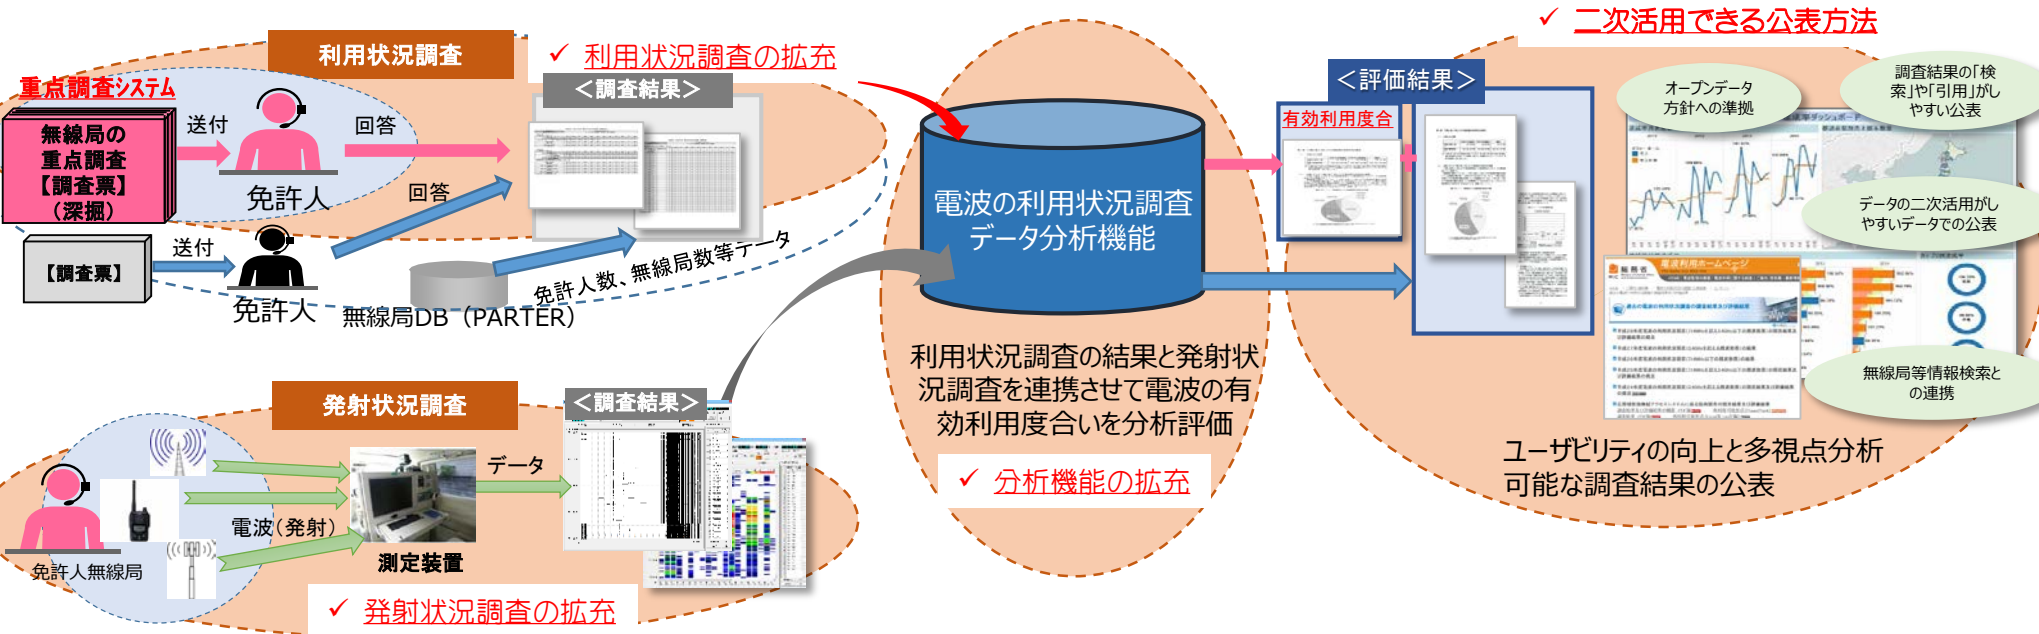 利用状況調査
✓ 利用状況調査の拡充
重点調査システム
無線局の
重点調査
【調査票】
（深掘）
送付
免許人
回答
＜調査結果＞
【調査票】
送付
免許人
回答
無線局DB（PARTER）
免許人数、無線局数等データ
発射状況調査
免許人無線局
電波（発射）
測定装置
データ
＜調査結果＞
✓ 発射状況調査の拡充
電波の利用状況調査
データ分析機能
利用状況調査の結果と発射状
況調査を連携させて電波の有
効利用度合いを分析評価
✓ 分析機能の拡充
✓ 二次活用できる公表方法
＜評価結果＞
有効利用度合
オープンデータ
方針への準拠
調査結果の「検
索」や「引用」がし
やすい公表
データの二次活用がし
やすいデータでの公表
総務省
電波利用ホームページ
無線局等情報検索と
の連携
ユーザビリティの向上と多視点分析
可能な調査結果の公表